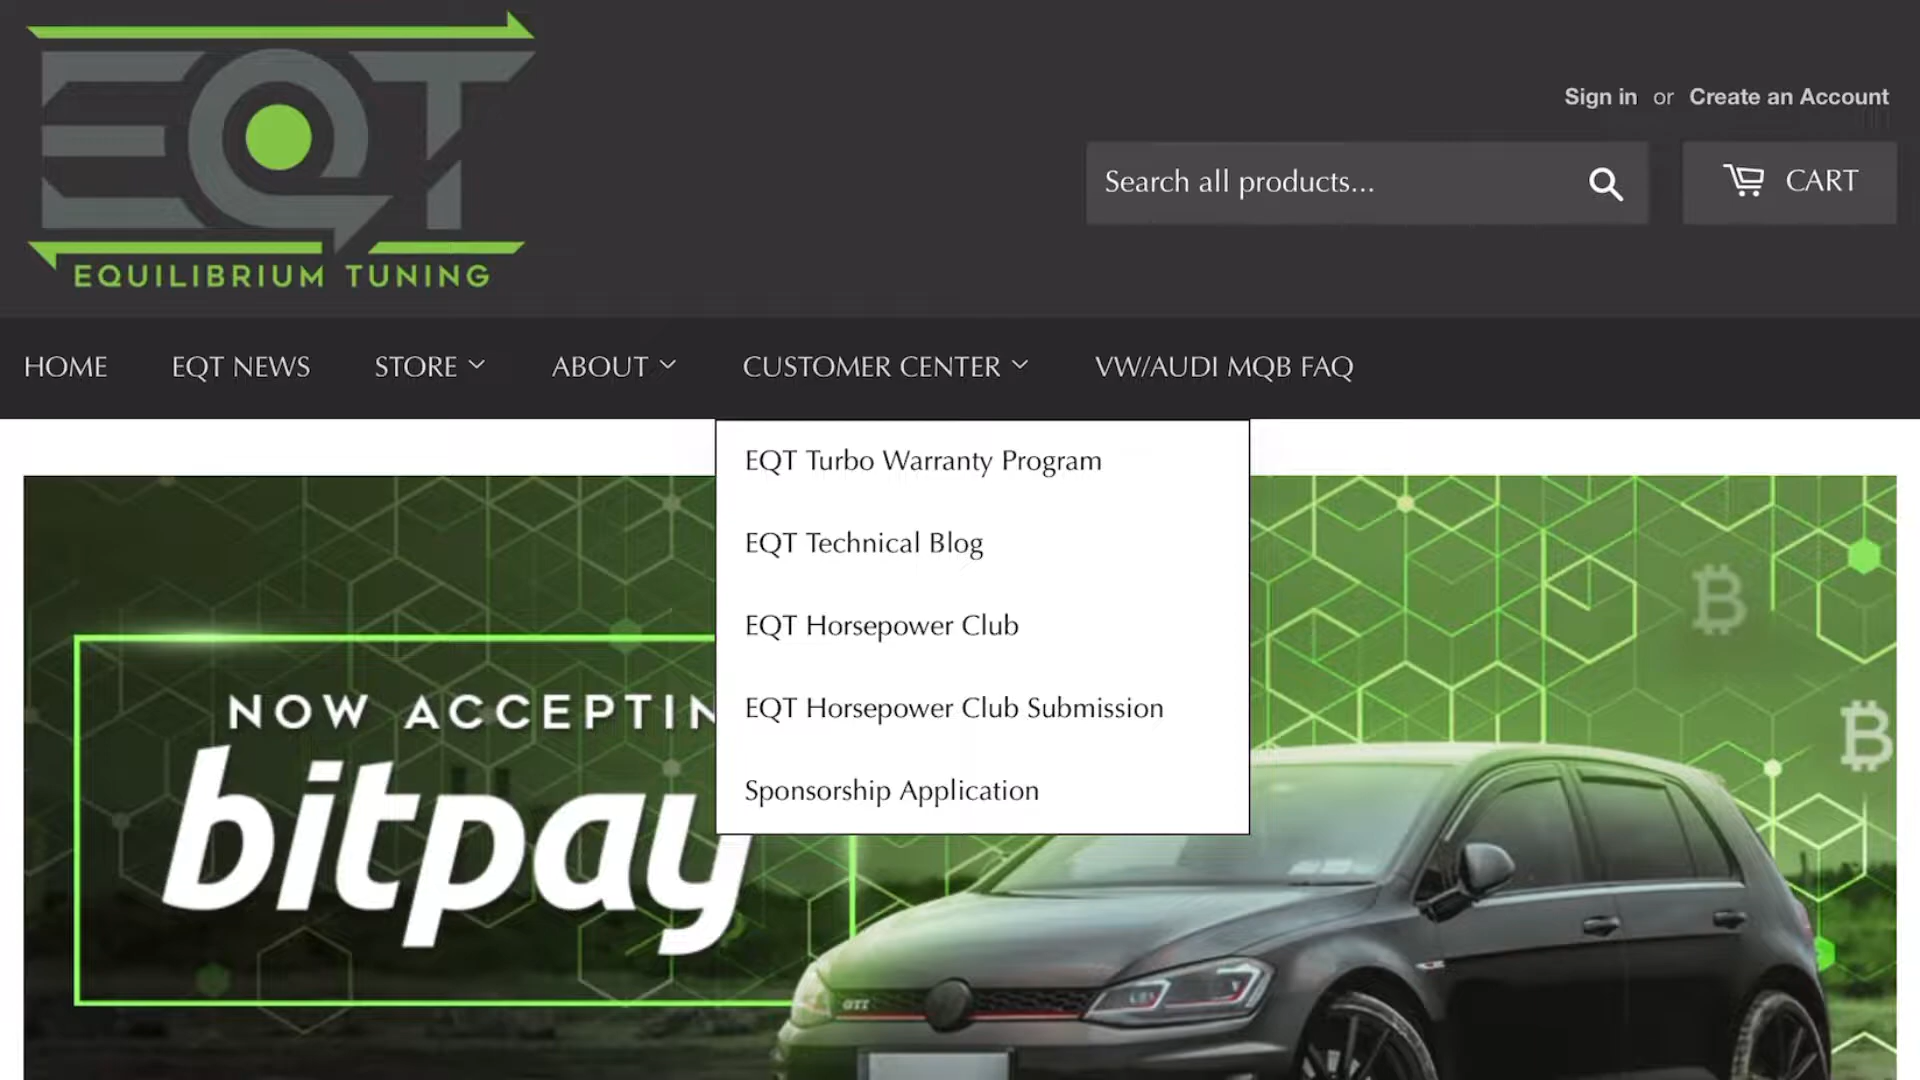 EQT
EQUILIBRIUM TUNING
Sign in or Create an Account
Search all products...
CART
HOME EQT NEWS STORE ABOUT CUSTOMER CENTER VW/AUDI MQB FAQ
EQT Turbo Warranty Program
EQT Technical Blog
EQT Horsepower Club
EQT Horsepower Club Submission
Sponsorship Application
NOW ACCEPTIN
bitpay
GTI